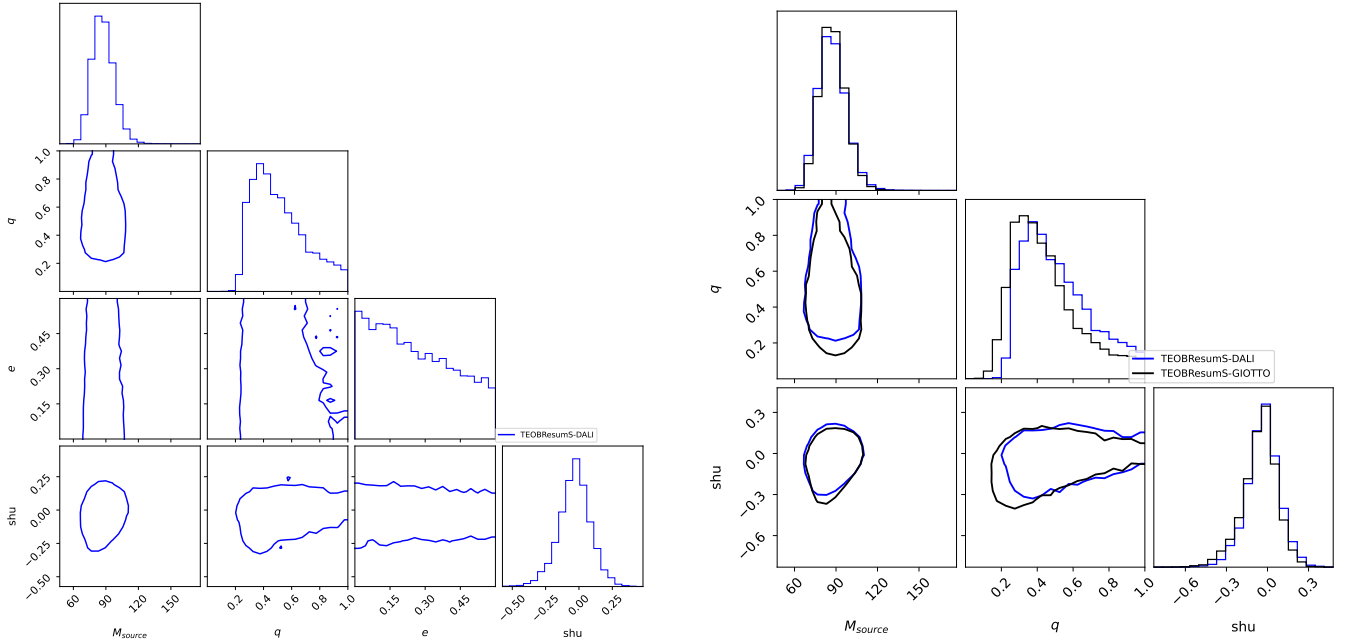 1.0
0.8
0.6
0.4
0.2
q
0.45
0.30
0.15
e
TEOBResumS-DALI
0.25
0.00
−0.25
−0.50
shu
60 90 120 150
0.2 0.4 0.6 0.8 1.0
0.15 0.30 0.45
−0.50 −0.25 0.00 0.25
M_source q e shu
1.0
0.8
0.6
0.4
0.2
q
TEOBResumS-DALI
TEOBResumS-GIOTTO
0.3
0.0
−0.3
−0.6
shu
60 90 120 150
0.2 0.4 0.6 0.8 1.0
−0.6 −0.3 0.0 0.3
M_source q shu